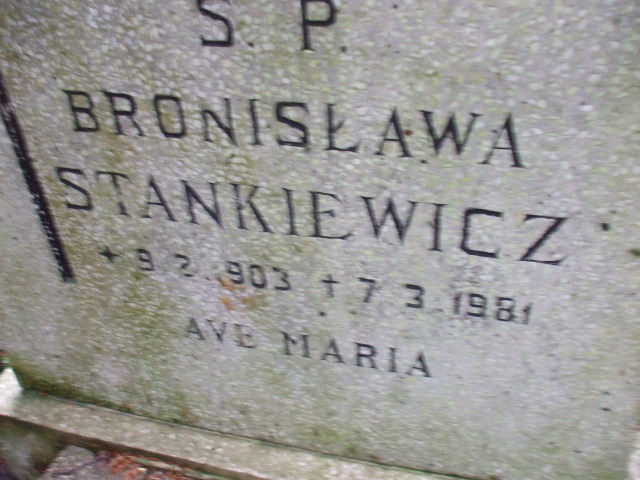 S. P.
BRONISŁAWA
STANKIEWICZ
* 9 2 .903 † 7 3 .1981
AVE MARIA